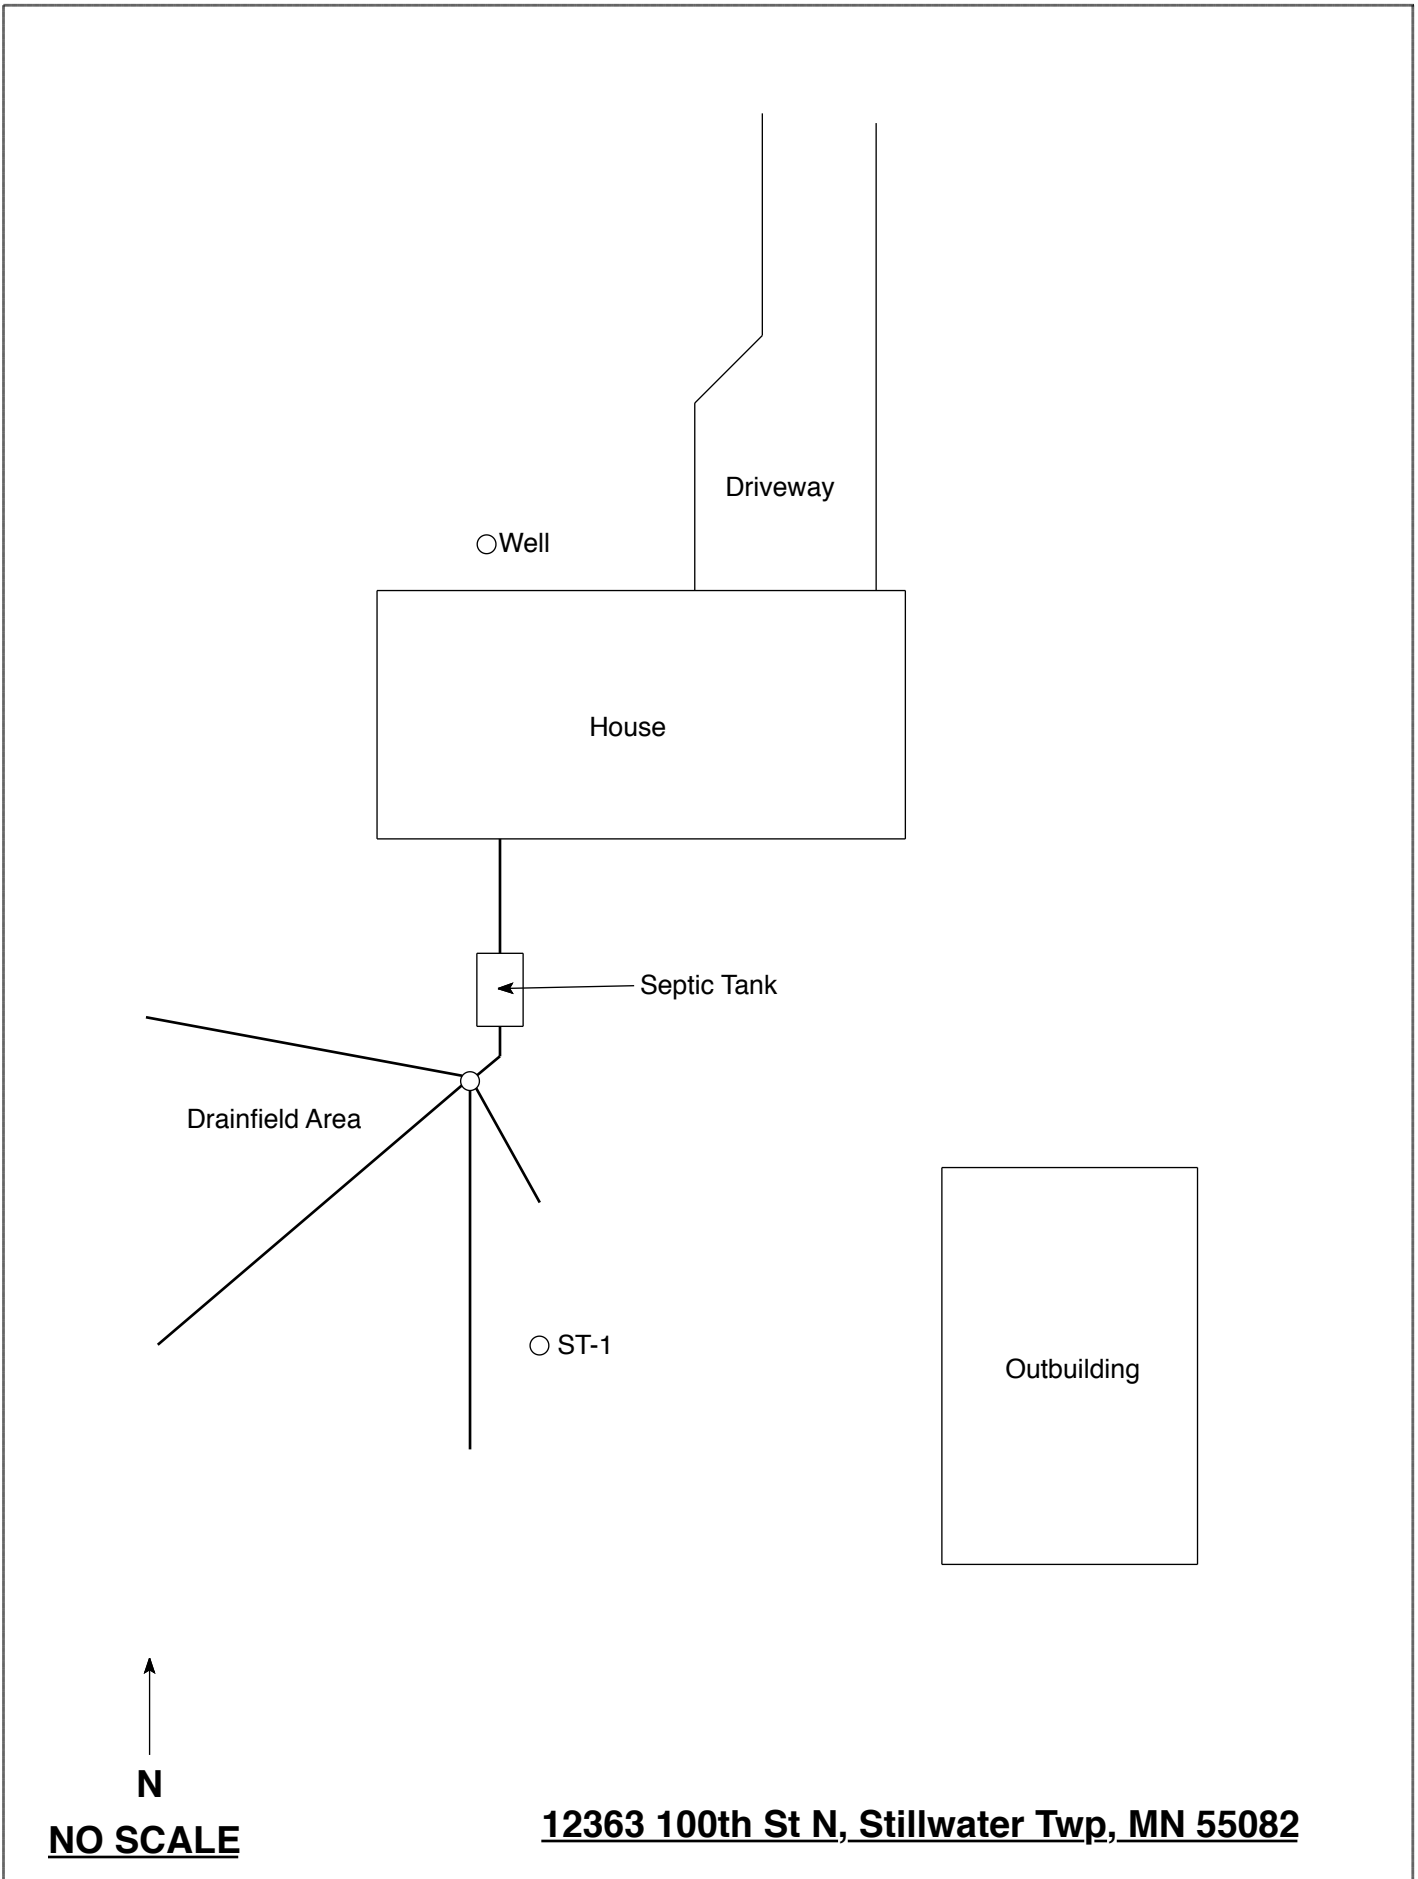 Driveway
Well
House
Septic Tank
Drainfield Area
ST-1
Outbuilding
N
NO SCALE
12363 100th St N, Stillwater Twp, MN 55082